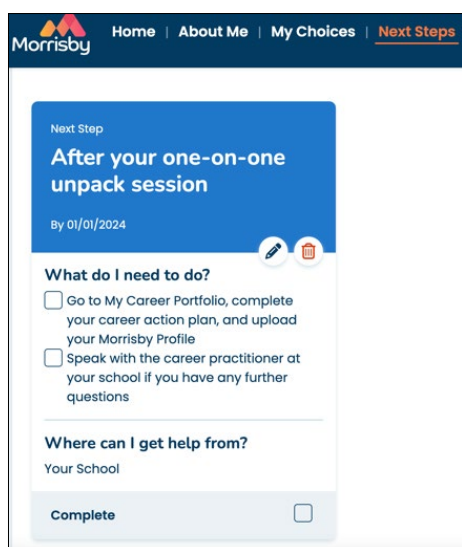 Morrisby
Home | About Me | My Choices | Next Steps
Next Step
After your one-on-one
unpack session
By 01/01/2024
What do I need to do?
Go to My Career Portfolio, complete
your career action plan, and upload
your Morrisby Profile
Speak with the career practitioner at
your school if you have any further
questions
Where can I get help from?
Your School
Complete